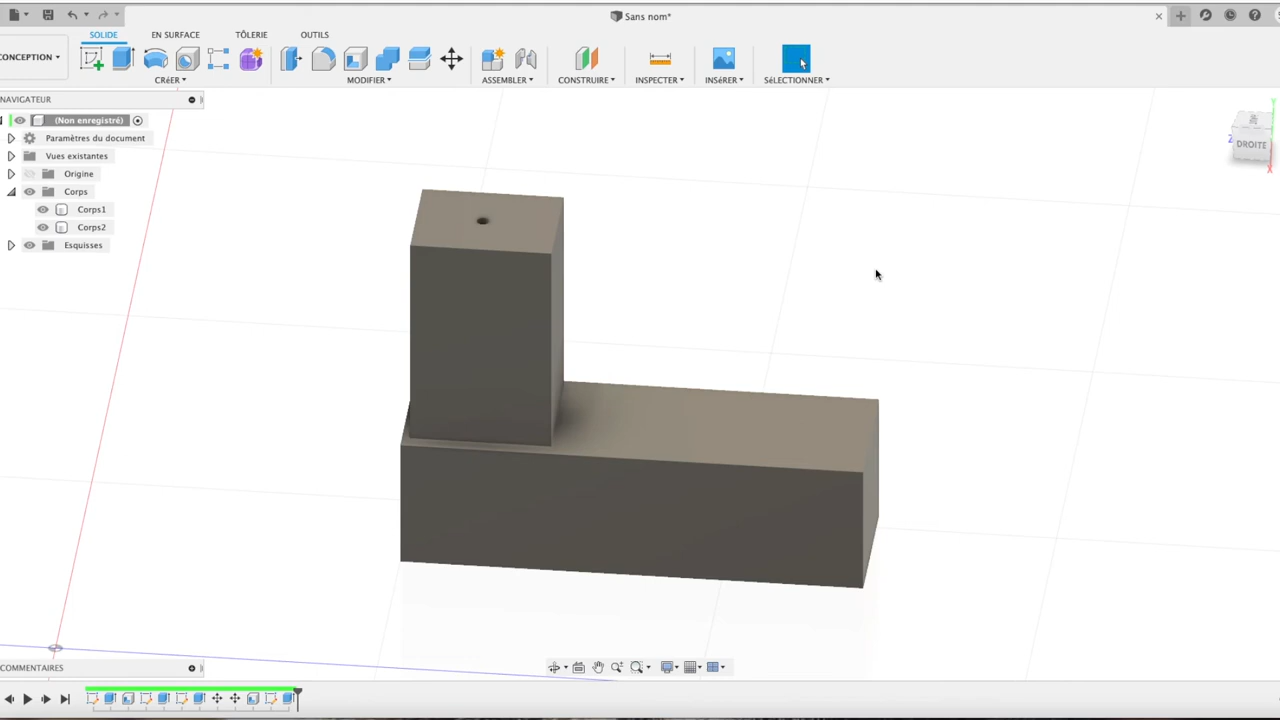 Sans nom*
SOLIDE EN SURFACE TÔLERIE OUTILS
CONCEPTION
CRÉER MODIFIER ASSEMBLER CONSTRUIRE INSPECTER INSÉRER SÉLECTIONNER
NAVIGATEUR
(Non enregistré)
Paramètres du document
Vues existantes
Origine
Corps
Corps1
Corps2
Esquisses
Z
DROITE
X
COMMENTAIRES